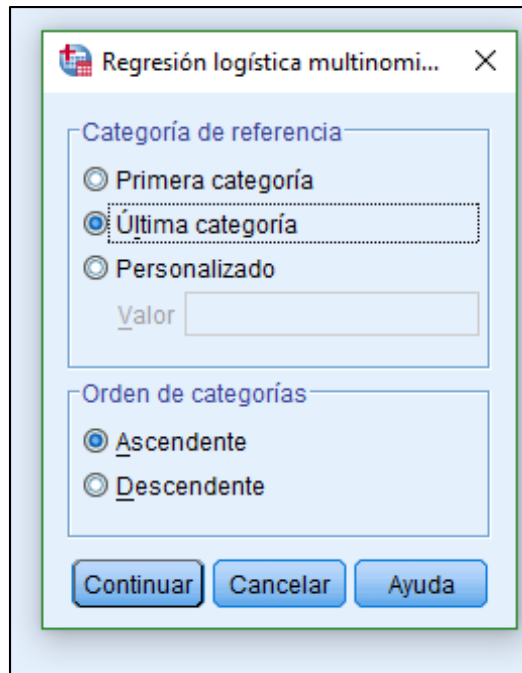 Regresión logística multinomi...
Categoría de referencia
Primera categoría
Última categoría
Personalizado
Valor
Orden de categorías
Ascendente
Descendente
Continuar Cancelar Ayuda